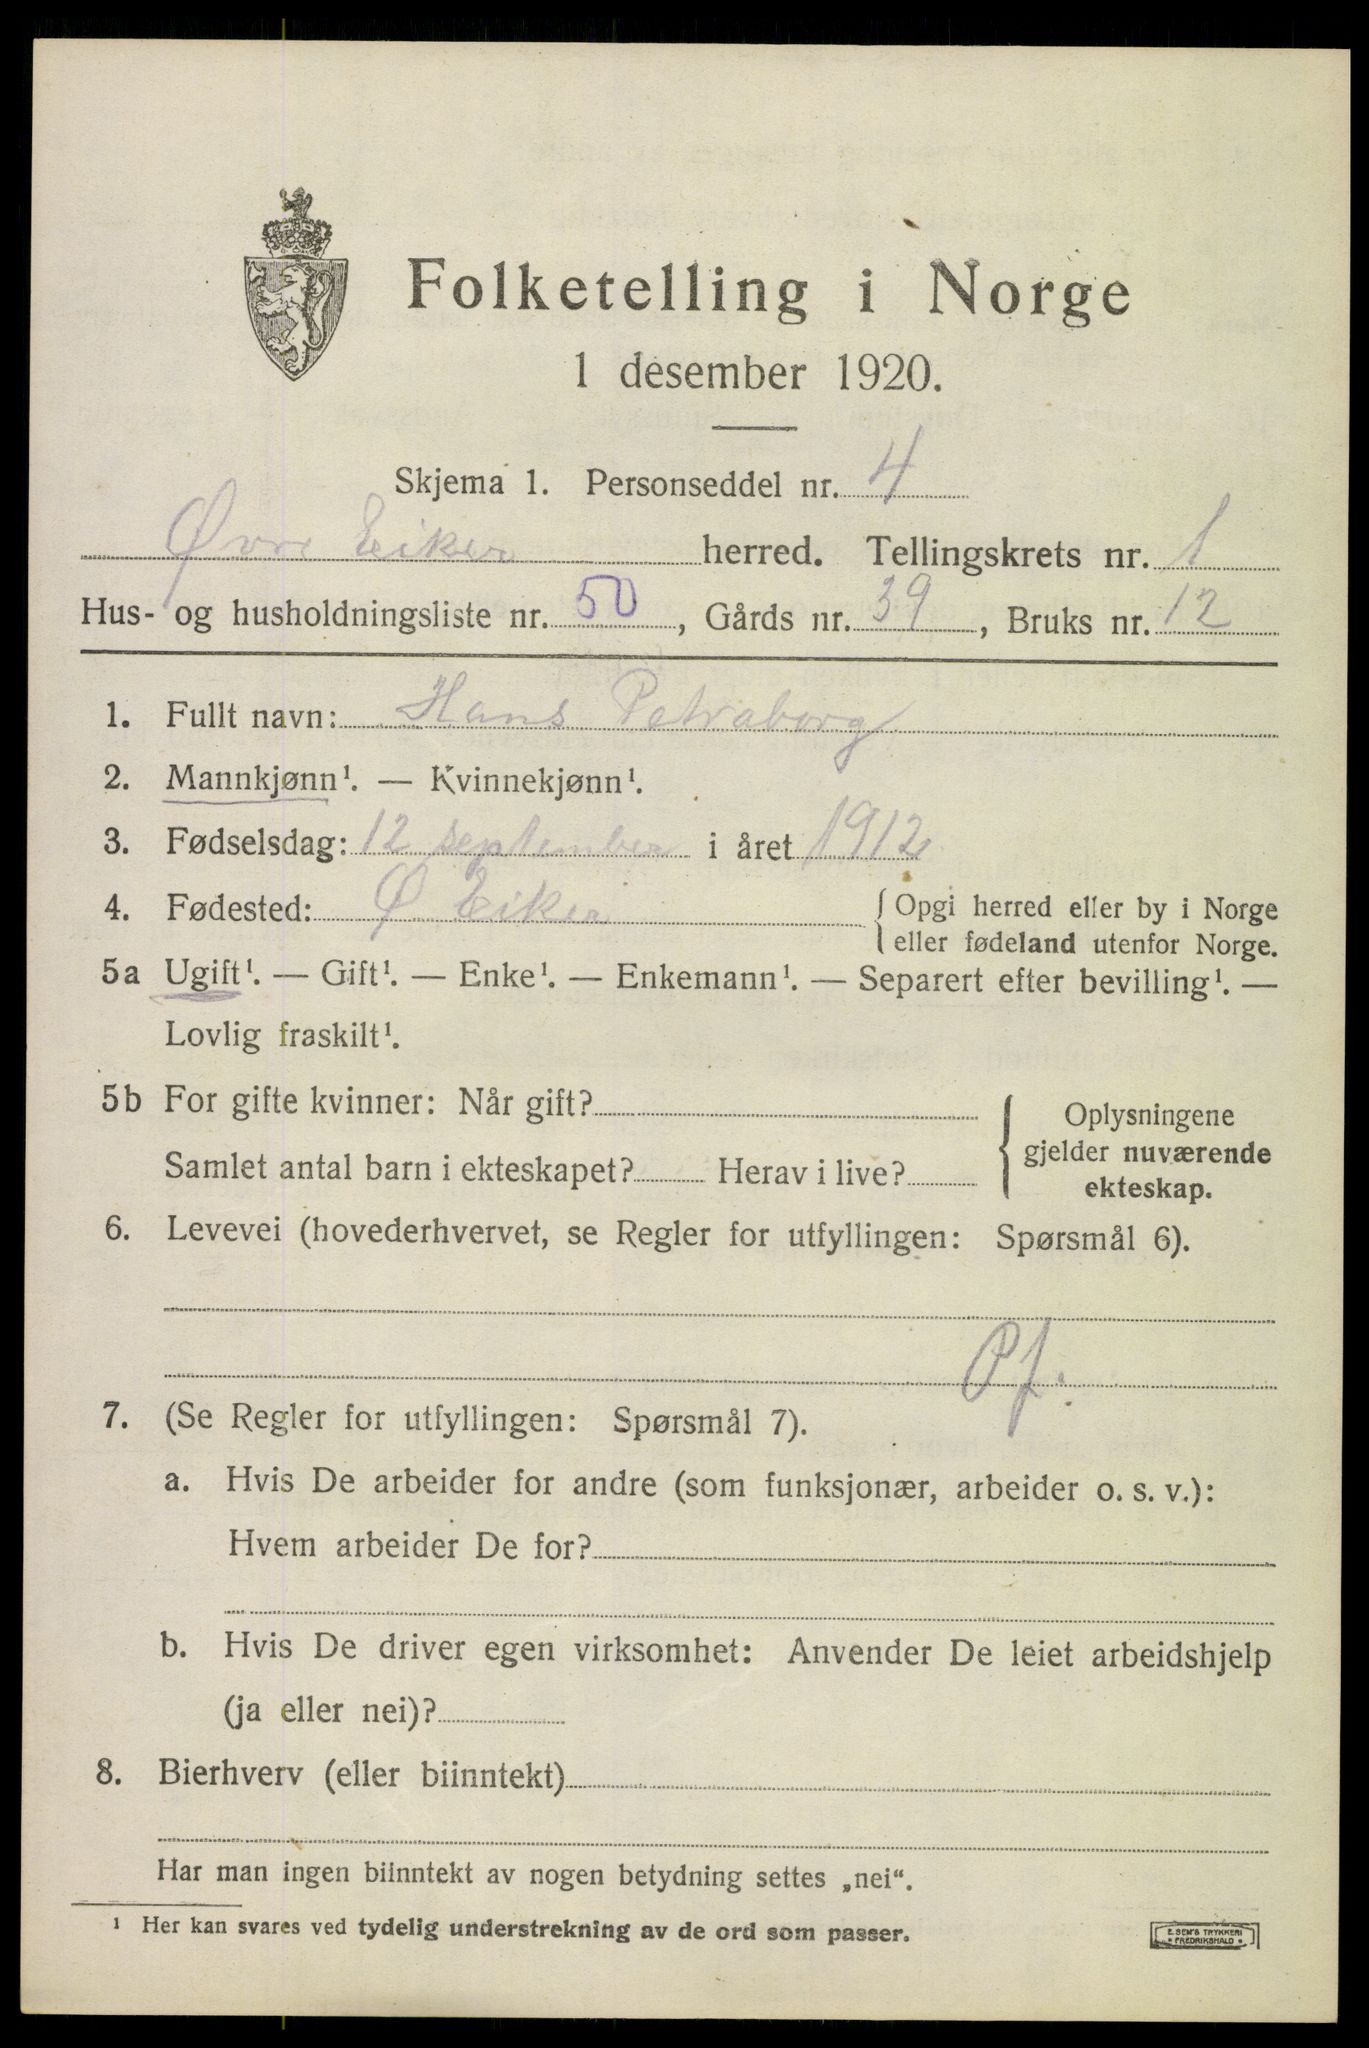 Folketelling i Norge
1 desember 1920.
Skjema 1. Personseddel nr. 4
Øvre Eiker herred. Tellingskrets nr. 1
Hus- og husholdningsliste nr. 50, Gårds nr. 39, Bruks nr. 12
1. Fullt navn: Hans Petraborg
2. Mannkjønn¹. — Kvinnekjønn¹.
3. Fødselsdag: 12 september i året 1912
4. Fødested: Ø Eiker { Opgi herred eller by i Norge
eller fødeland utenfor Norge.
5a Ugift¹. — Gift¹. — Enke¹. — Enkemann¹. — Separert efter bevilling¹. —
Lovlig fraskilt¹.
5b For gifte kvinner: Når gift?
Samlet antal barn i ekteskapet? Herav i live?
{ Oplysningene
gjelder nuværende
ekteskap.
6. Levevei (hovederhvervet, se Regler for utfyllingen: Spørsmål 6).
Pf.
7. (Se Regler for utfyllingen: Spørsmål 7).
a. Hvis De arbeider for andre (som funksjonær, arbeider o. s. v.):
Hvem arbeider De for?
b. Hvis De driver egen virksomhet: Anvender De leiet arbeidshjelp
(ja eller nei)?
8. Bierhverv (eller biinntekt)
Har man ingen biinntekt av nogen betydning settes „nei“.
¹ Her kan svares ved tydelig understrekning av de ord som passer.
E. SEM'S TRYKKERI
• FREDRIKSHALD •